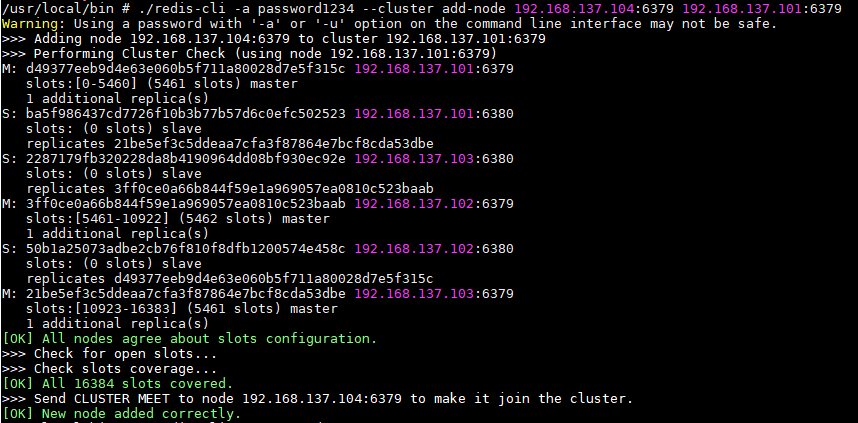 /usr/local/bin # ./redis-cli -a password1234 --cluster add-node 192.168.137.104:6379 192.168.137.101:6379
Warning: Using a password with '-a' or '-u' option on the command line interface may not be safe.
>>> Adding node 192.168.137.104:6379 to cluster 192.168.137.101:6379
>>> Performing Cluster Check (using node 192.168.137.101:6379)
M: d49377eeb9d4e63e060b5f711a80028d7e5f315c 192.168.137.101:6379
   slots:[0-5460] (5461 slots) master
   1 additional replica(s)
S: ba5f986437cd7726f10b3b77b57d6c0efc502523 192.168.137.101:6380
   slots: (0 slots) slave
   replicates 21be5ef3c5ddeaa7cfa3f87864e7bcf8cda53dbe
S: 2287179fb320228da8b4190964dd08bf930ec92e 192.168.137.103:6380
   slots: (0 slots) slave
   replicates 3ff0ce0a66b844f59e1a969057ea0810c523baab
M: 3ff0ce0a66b844f59e1a969057ea0810c523baab 192.168.137.102:6379
   slots:[5461-10922] (5462 slots) master
   1 additional replica(s)
S: 50b1a25073adbe2cb76f810f8dfb1200574e458c 192.168.137.102:6380
   slots: (0 slots) slave
   replicates d49377eeb9d4e63e060b5f711a80028d7e5f315c
M: 21be5ef3c5ddeaa7cfa3f87864e7bcf8cda53dbe 192.168.137.103:6379
   slots:[10923-16383] (5461 slots) master
   1 additional replica(s)
[OK] All nodes agree about slots configuration.
>>> Check for open slots...
>>> Check slots coverage...
[OK] All 16384 slots covered.
>>> Send CLUSTER MEET to node 192.168.137.104:6379 to make it join the cluster.
[OK] New node added correctly.